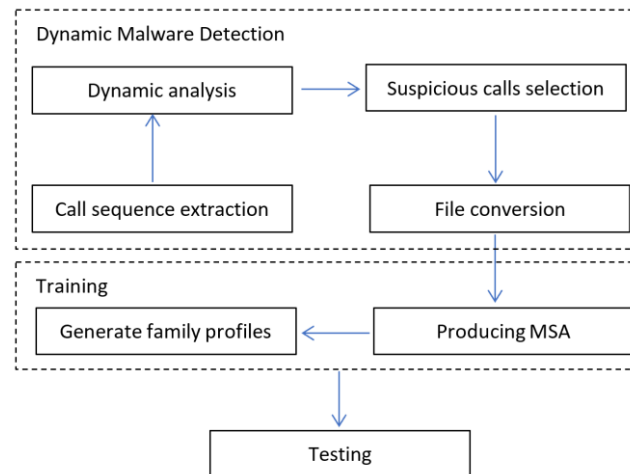 Dynamic Malware Detection
Dynamic analysis
Suspicious calls selection
Call sequence extraction
File conversion
Training
Generate family profiles
Producing MSA
Testing